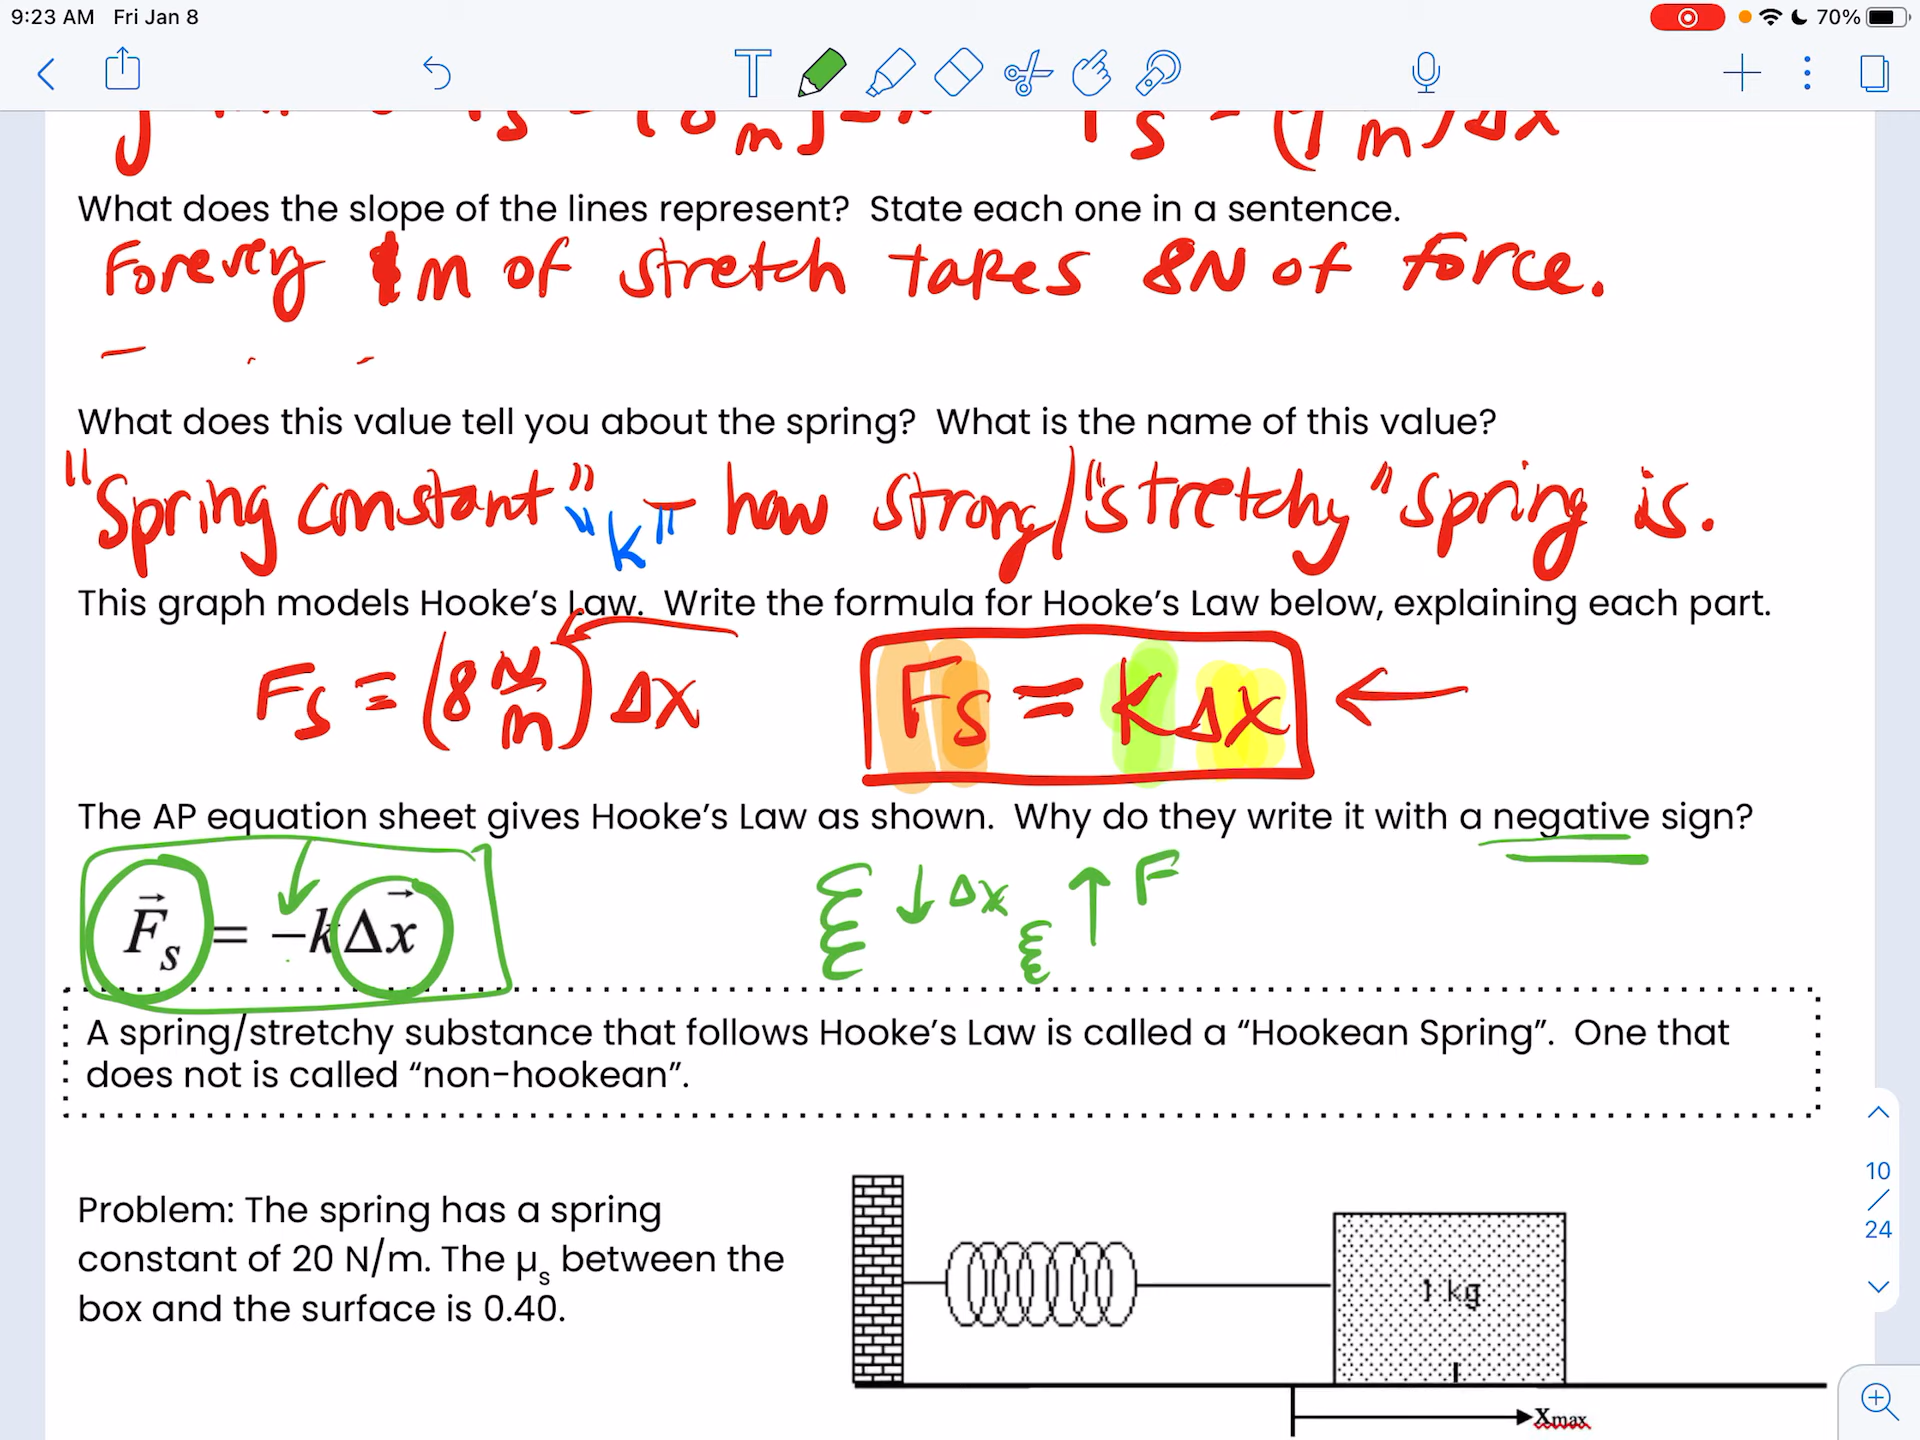 9:23 AM Fri Jan 8 70%
What does the slope of the lines represent? State each one in a sentence.
For every 1m of stretch takes 8N of force.
What does this value tell you about the spring? What is the name of this value?
"Spring constant" "k" - how strong/"stretchy" spring is.
This graph models Hooke's Law. Write the formula for Hooke's Law below, explaining each part.
Fs = (8 N/m) Δx Fs = kΔx
The AP equation sheet gives Hooke's Law as shown. Why do they write it with a negative sign?
F⃗s = -kΔx⃗ ↓ Δx ↑ F
A spring/stretchy substance that follows Hooke's Law is called a "Hookean Spring". One that
does not is called "non-hookean".
10
/
24
Problem: The spring has a spring
constant of 20 N/m. The μs between the
box and the surface is 0.40.
1 kg
xmax